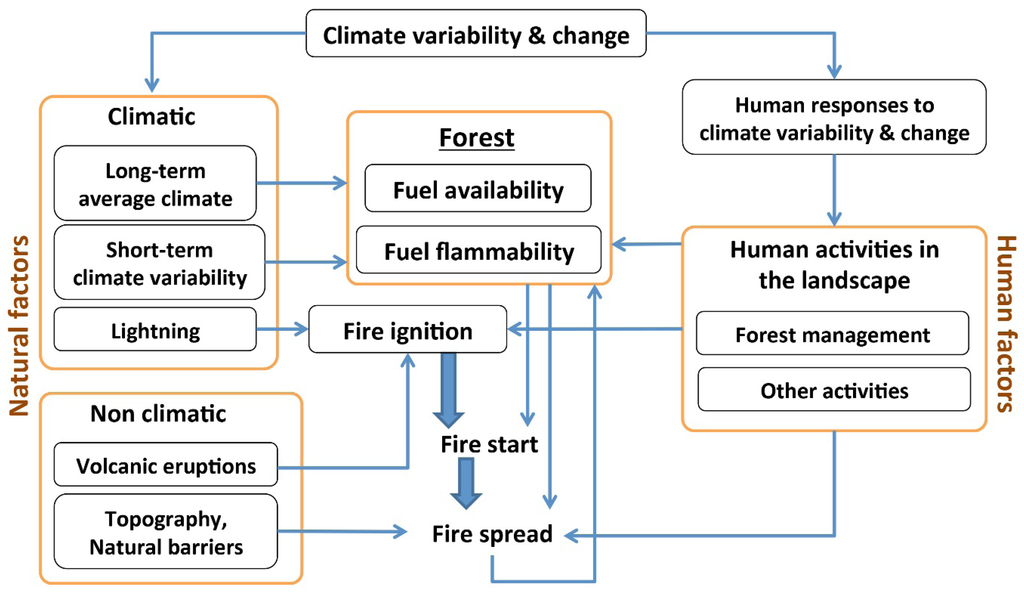 Climate variability & change
Climatic
Long-term
average climate
Short-term
climate variability
Lightning
Natural factors
Non climatic
Volcanic eruptions
Topography,
Natural barriers
Forest
Fuel availability
Fuel flammability
Fire ignition
Fire start
Fire spread
Human responses to
climate variability & change
Human activities in
the landscape
Forest management
Other activities
Human factors